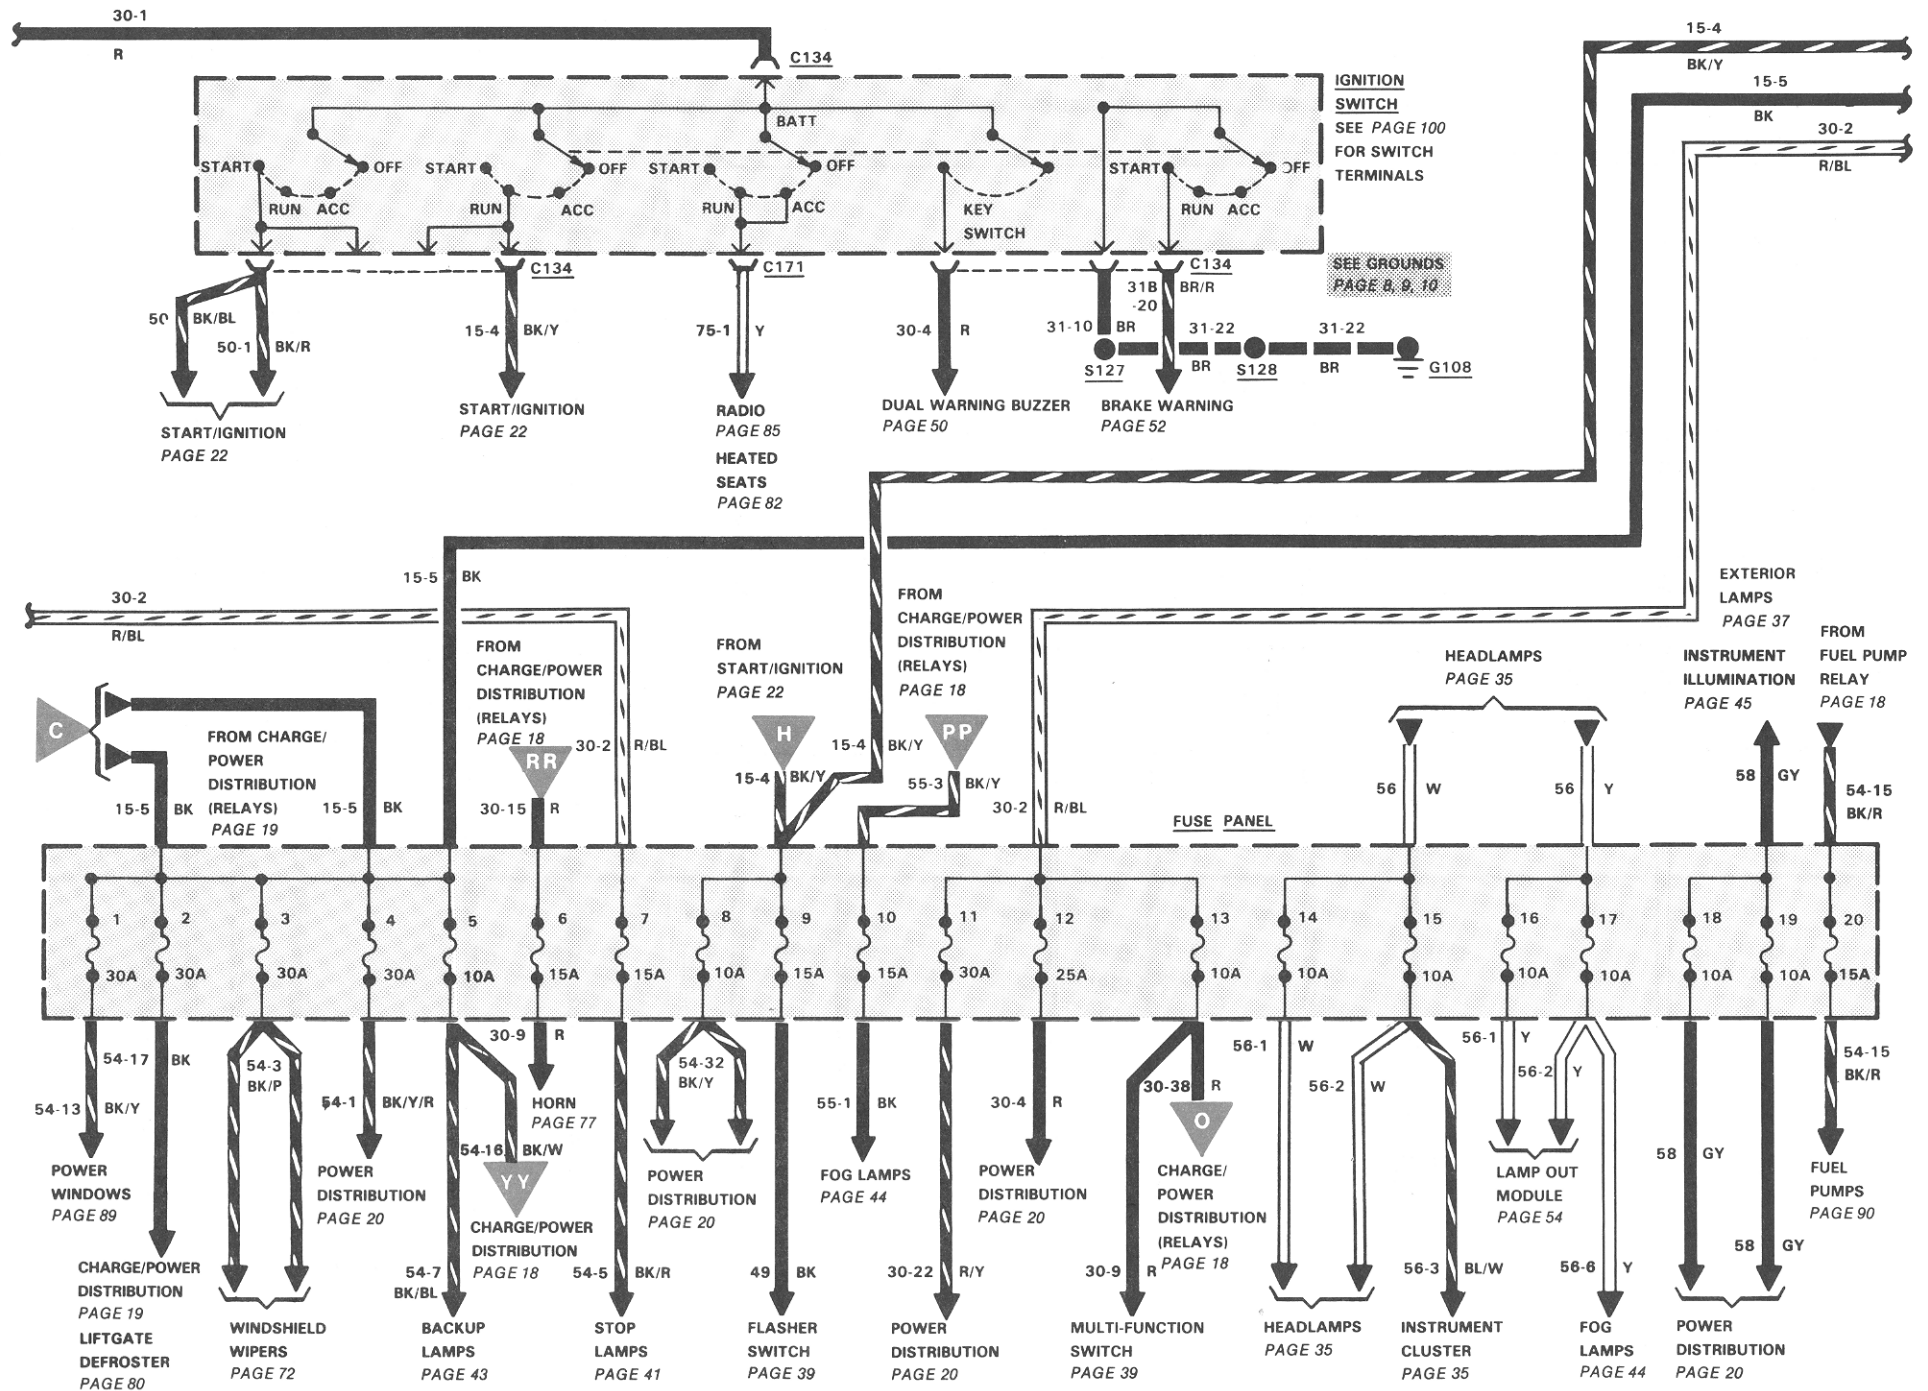 30-1
R
C134
IGNITION
SWITCH
SEE PAGE 100
FOR SWITCH
TERMINALS
15-4
BK/Y
15-5
BK
30-2
R/BL
BATT
START
OFF
RUN
ACC
START
OFF
RUN
ACC
START
OFF
RUN
ACC
KEY
SWITCH
START
OFF
RUN
ACC
C134
C171
C134
SEE GROUNDS
PAGE 8, 9, 10
50
BK/BL
50-1
BK/R
15-4
BK/Y
75-1
Y
30-4
R
31-10
BR
31B
-20
BR/R
31-22
BR
31-22
BR
S127
S128
G108
START/IGNITION
PAGE 22
START/IGNITION
PAGE 22
RADIO
PAGE 85
HEATED
SEATS
PAGE 82
DUAL WARNING BUZZER
PAGE 50
BRAKE WARNING
PAGE 52
15-5
BK
30-2
R/BL
C
FROM CHARGE/
POWER
DISTRIBUTION
(RELAYS)
PAGE 19
15-5
BK
15-5
BK
FROM
CHARGE/POWER
DISTRIBUTION
(RELAYS)
PAGE 18
RR
30-15
R
30-2
R/BL
FROM
START/IGNITION
PAGE 22
H
15-4
BK/Y
15-4
BK/Y
FROM
CHARGE/POWER
DISTRIBUTION
(RELAYS)
PAGE 18
PP
55-3
BK/Y
30-2
R/BL
FUSE PANEL
HEADLAMPS
PAGE 35
56
W
56
Y
EXTERIOR
LAMPS
PAGE 37
INSTRUMENT
ILLUMINATION
PAGE 45
58
GY
FROM
FUEL PUMP
RELAY
PAGE 18
54-15
BK/R
1
2
3
4
5
6
7
8
9
10
11
12
13
14
15
16
17
18
19
20
30A
30A
30A
30A
10A
15A
15A
10A
15A
15A
30A
25A
10A
10A
10A
10A
10A
10A
10A
15A
54-13
BK/Y
POWER
WINDOWS
PAGE 89
54-17
BK
CHARGE/POWER
DISTRIBUTION
PAGE 19
LIFTGATE
DEFROSTER
PAGE 80
54-3
BK/P
WINDSHIELD
WIPERS
PAGE 72
54-1
BK/Y/R
POWER
DISTRIBUTION
PAGE 20
54-7
BK/BL
BACKUP
LAMPS
PAGE 43
54-16
BK/W
YY
CHARGE/POWER
DISTRIBUTION
PAGE 18
30-9
R
HORN
PAGE 77
54-5
BK/R
STOP
LAMPS
PAGE 41
54-32
BK/Y
POWER
DISTRIBUTION
PAGE 20
49
BK
FLASHER
SWITCH
PAGE 39
55-1
BK
FOG LAMPS
PAGE 44
30-22
R/Y
POWER
DISTRIBUTION
PAGE 20
30-4
R
POWER
DISTRIBUTION
PAGE 20
30-9
R
MULTI-FUNCTION
SWITCH
PAGE 39
30-38
R
O
CHARGE/
POWER
DISTRIBUTION
(RELAYS)
PAGE 18
56-1
W
56-2
W
HEADLAMPS
PAGE 35
56-3
BL/W
INSTRUMENT
CLUSTER
PAGE 35
56-1
Y
56-2
Y
LAMP OUT
MODULE
PAGE 54
56-6
Y
FOG
LAMPS
PAGE 44
58
GY
58
GY
POWER
DISTRIBUTION
PAGE 20
54-15
BK/R
FUEL
PUMPS
PAGE 90